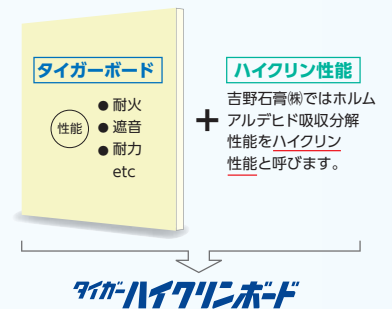 タイガーボード
性能
● 耐火
● 遮音
● 耐力
etc
+
ハイクリン性能
吉野石膏㈱ではホルム
アルデヒド吸収分解
性能をハイクリン
性能と呼びます。
タイガーハイクリンボード